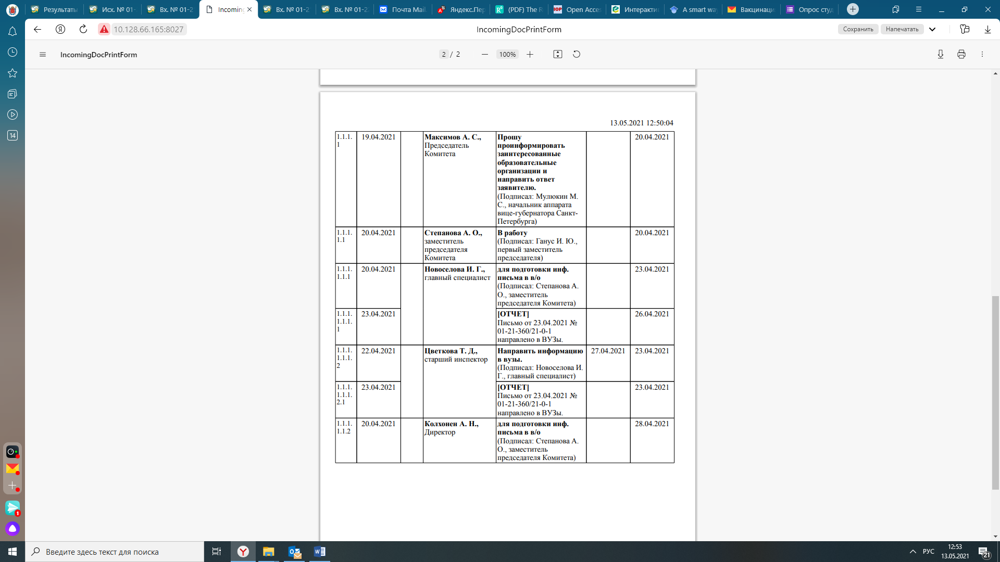 Результаты
Исх. № 01-
Вх. № 01-2
Incoming
Вх. № 01-2
Вх. № 01-2
Почта Mail.
Яндекс.Пер
(PDF) The R
Open Acces
Интерактив
A smart way
Вакцинаци
Опрос студ
10.128.66.165:8027
IncomingDocPrintForm
Сохранить
Напечатать
IncomingDocPrintForm
2 / 2
100%
14
13.05.2021 12:50:04
1.1.1.
1
19.04.2021
Максимов А. С.,
Председатель
Комитета
Прошу
проинформировать
заинтересованные
образовательные
организации и
направить ответ
заявителю.
(Подписал: Мулюкин М.
С., начальник аппарата
вице-губернатора Санкт-
Петербурга)
20.04.2021
1.1.1.
1.1
20.04.2021
Степанова А. О.,
заместитель
председателя
Комитета
В работу
(Подписал: Ганус И. Ю.,
первый заместитель
председателя)
20.04.2021
1.1.1.
1.1.1
20.04.2021
Новоселова И. Г.,
главный специалист
для подготовки инф.
письма в в/о
(Подписал: Степанова А.
О., заместитель
председателя Комитета)
23.04.2021
1.1.1.
1.1.1.
1
23.04.2021
[ОТЧЕТ]
Письмо от 23.04.2021 №
01-21-360/21-0-1
направлено в ВУЗы.
26.04.2021
1.1.1.
1.1.1.
2
22.04.2021
Цветкова Т. Д.,
старший инспектор
Направить информацию
в вузы.
(Подписал: Новоселова И.
Г., главный специалист)
27.04.2021
23.04.2021
1.1.1.
1.1.1.
2.1
23.04.2021
[ОТЧЕТ]
Письмо от 23.04.2021 №
01-21-360/21-0-1
направлено в ВУЗы.
23.04.2021
1.1.1.
1.1.2
20.04.2021
Колхонен А. Н.,
Директор
для подготовки инф.
письма в в/о
(Подписал: Степанова А.
О., заместитель
председателя Комитета)
28.04.2021
1
Введите здесь текст для поиска
РУС
12:53
13.05.2021
21